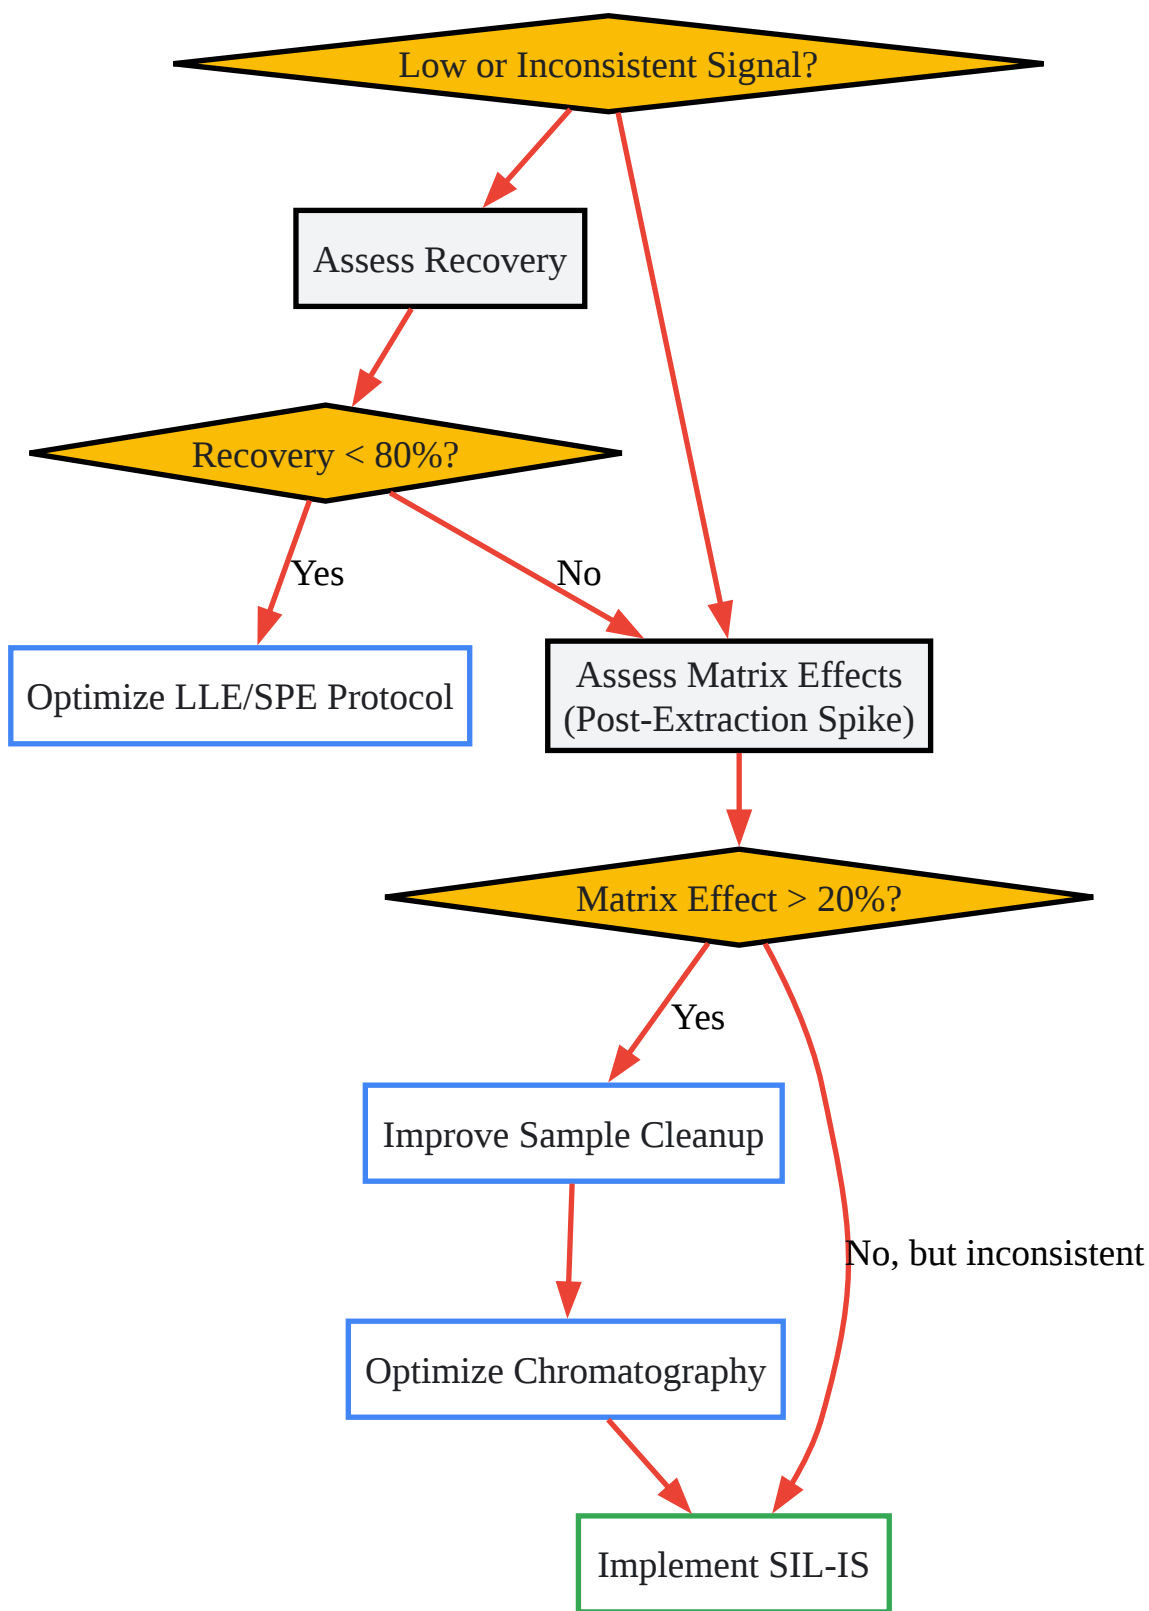 Low or Inconsistent Signal?
Assess Recovery
Recovery < 80%?
Yes
No
Optimize LLE/SPE Protocol
Assess Matrix Effects
(Post-Extraction Spike)
Matrix Effect > 20%?
Yes
Improve Sample Cleanup
No, but inconsistent
Optimize Chromatography
Implement SIL-IS